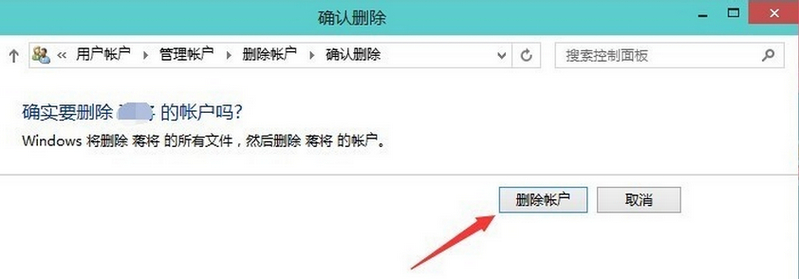 确认删除
« 用户帐户 管理帐户 删除帐户 确认删除 搜索控制面板
确实要删除 的帐户吗?
Windows 将删除 蒋将 的所有文件，然后删除 蒋将 的帐户。
删除帐户 取消